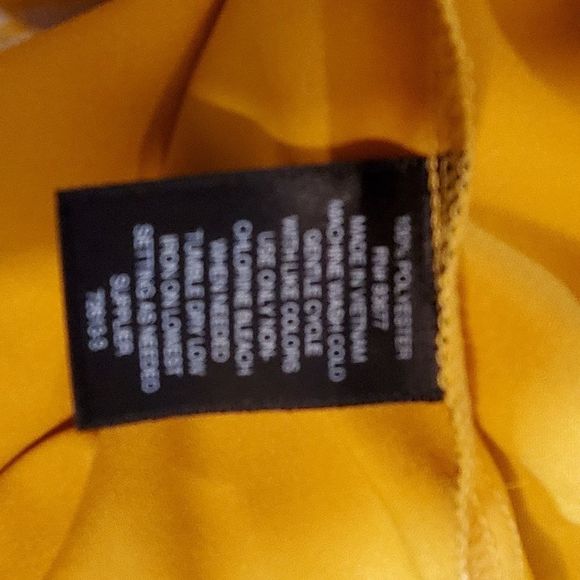 100% POLYESTER
RN 93677
MADE IN VIETNAM
MACHINE WASH COLD
GENTLE CYCLE
WITH LIKE COLORS
USE ONLY NON-
CHLORINE BLEACH
WHEN NEEDED
TUMBLE DRY LOW
IRON ON LOWEST
SETTING AS NEEDED
SUPPLIER